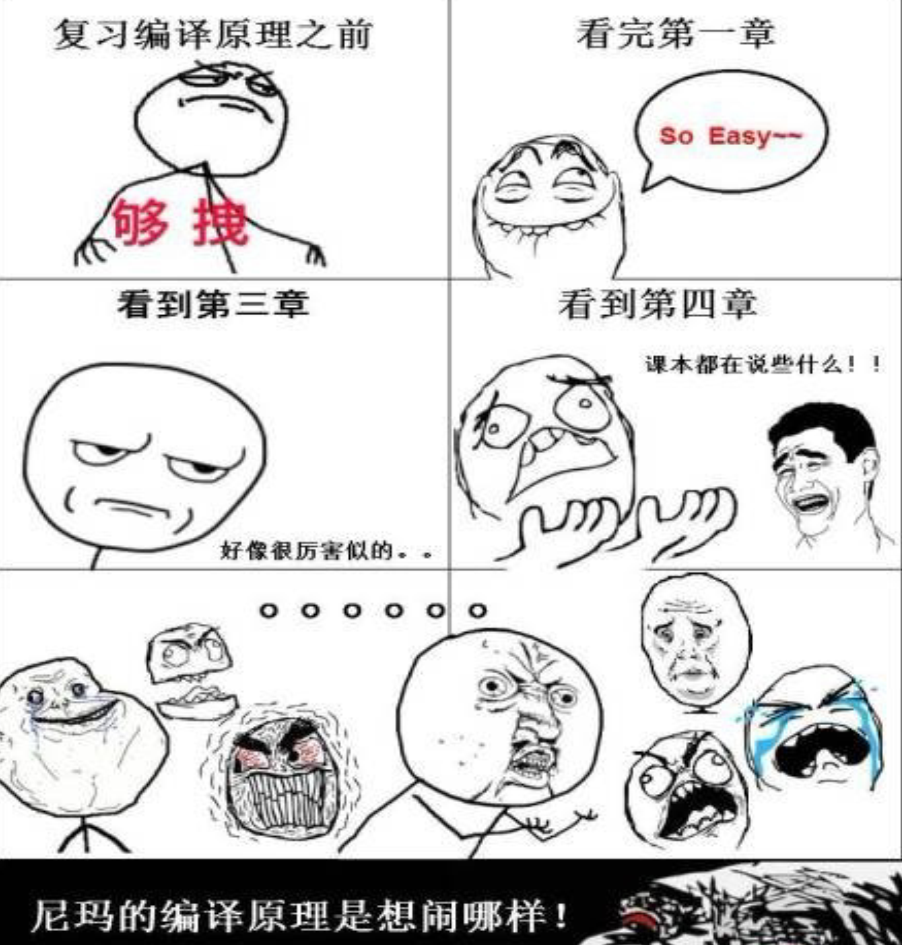 复习编译原理之前
够 拽
看完第一章
So Easy~~
看到第三章
好像很厉害似的。。
看到第四章
课本都在说些什么！！
。。。。。。
尼玛的编译原理是想闹哪样！